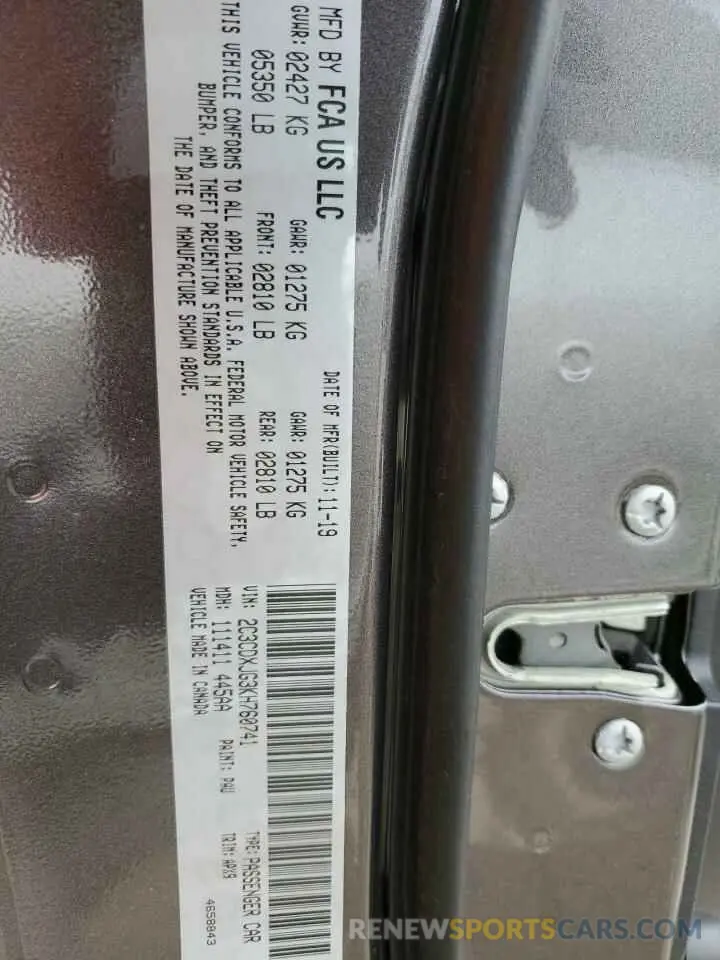 MFD BY FCA US LLC
DATE OF MFR(BUILT): 11-19
GVWR: 02427 KG
GAWR: 01275 KG
GAWR: 01275 KG
05350 LB
FRONT: 02810 LB
REAR: 02810 LB
THIS VEHICLE CONFORMS TO ALL APPLICABLE U.S.A. FEDERAL MOTOR VEHICLE SAFETY,
BUMPER, AND THEFT PREVENTION STANDARDS IN EFFECT ON
THE DATE OF MANUFACTURE SHOWN ABOVE.
VIN: 2C3CDXJG3KH760741
TYPE: PASSENGER CAR
MDH: 111411 445AA
PAINT: PAU
TRIM: APX9
VEHICLE MADE IN CANADA
4658843
RENEWSPORTSCARS.COM